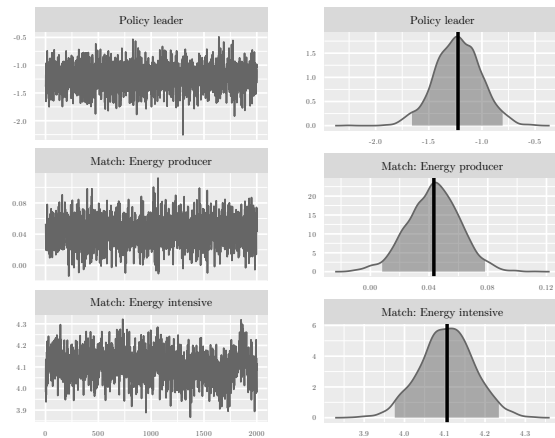 Policy leader
-0.5
-1.0
-1.5
-2.0
Match: Energy producer
0.08
0.04
0.00
Match: Energy intensive
4.3
4.2
4.1
4.0
3.9
0 500 1000 1500 2000
Policy leader
1.5
1.0
0.5
0.0
-2.0 -1.5 -1.0 -0.5
Match: Energy producer
20
15
10
5
0
0.00 0.04 0.08 0.12
Match: Energy intensive
6
4
2
0
3.9 4.0 4.1 4.2 4.3